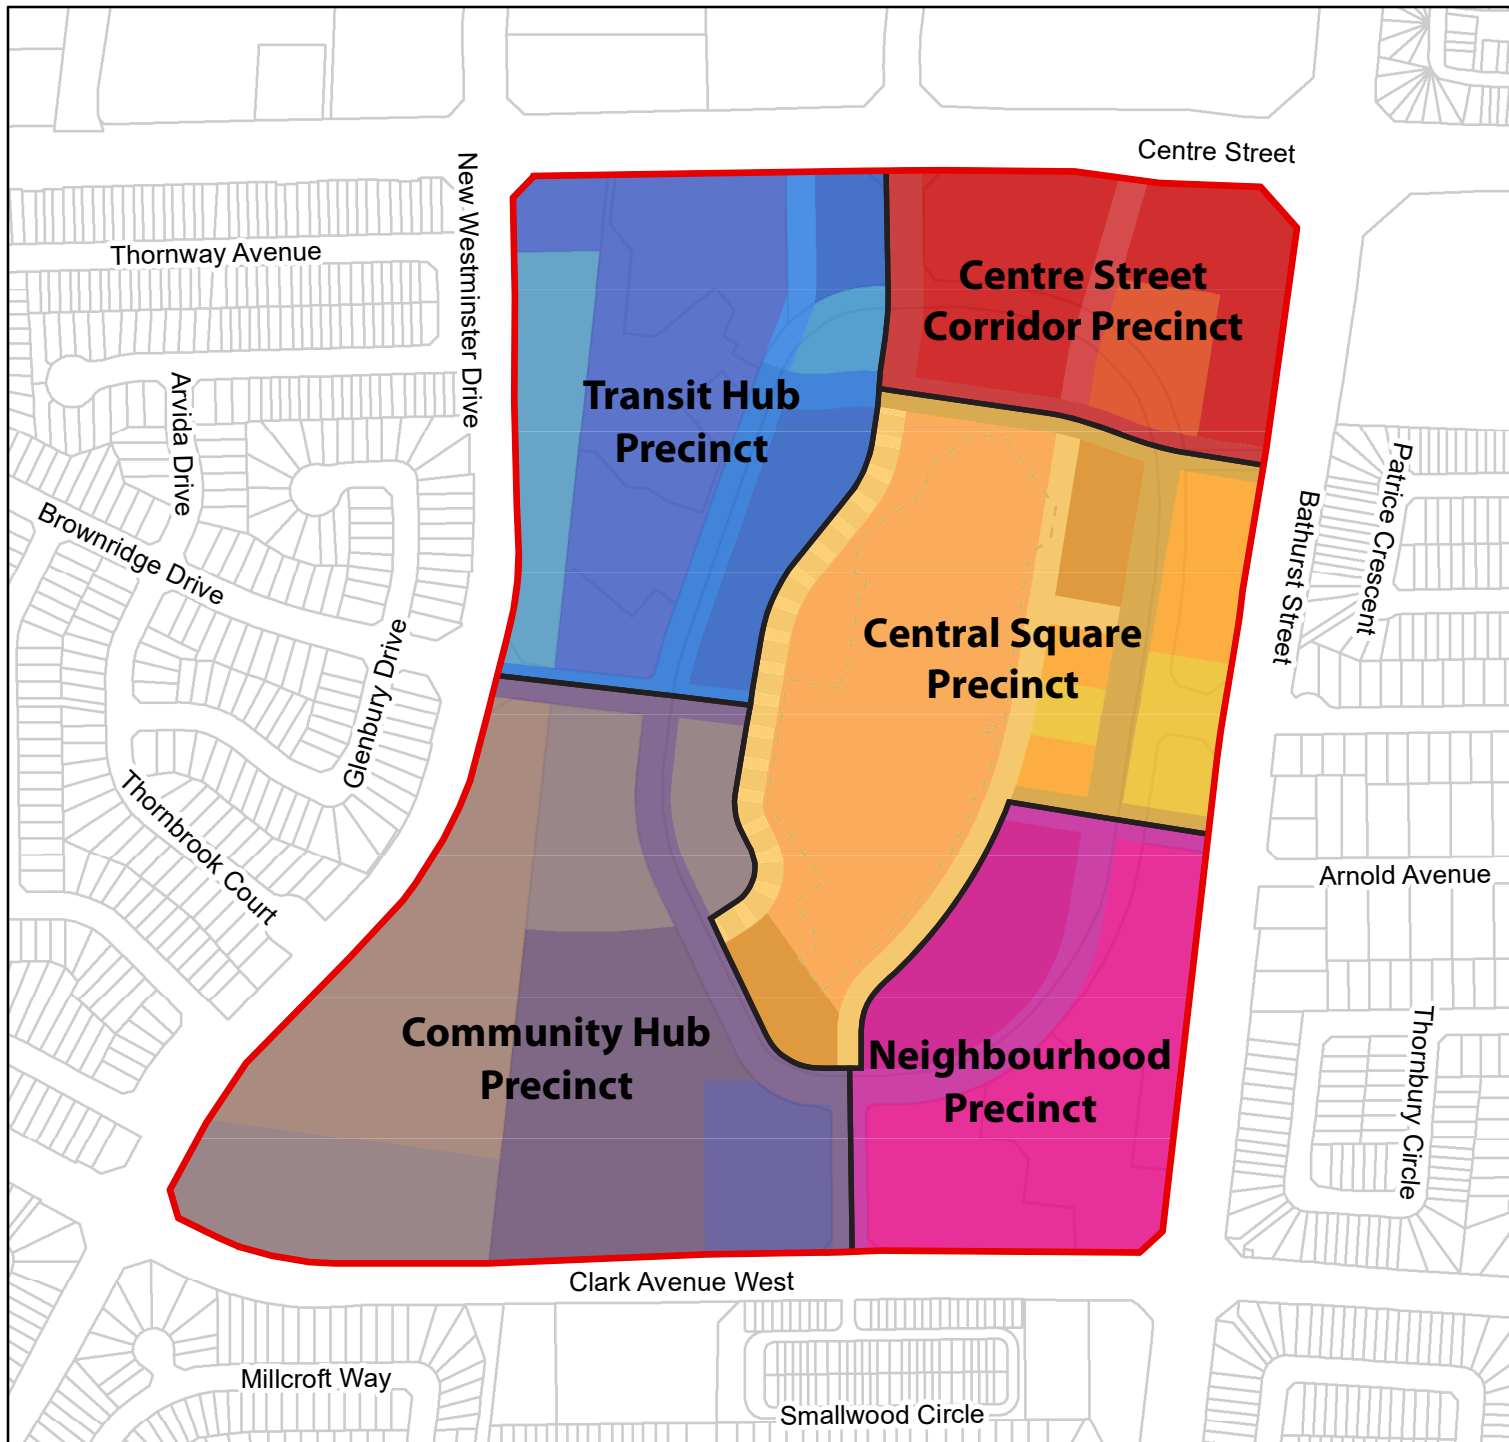 Centre Street
New Westminster Drive
Thornway Avenue
Centre Street
Corridor Precinct
Arvida Drive
Transit Hub
Precinct
Patrice Crescent
Bathurst Street
Brownridge Drive
Glenbury Drive
Central Square
Precinct
Thornbrook Court
Arnold Avenue
Community Hub
Precinct
Neighbourhood
Precinct
Thornbury Circle
Clark Avenue West
Millcroft Way
Smallwood Circle